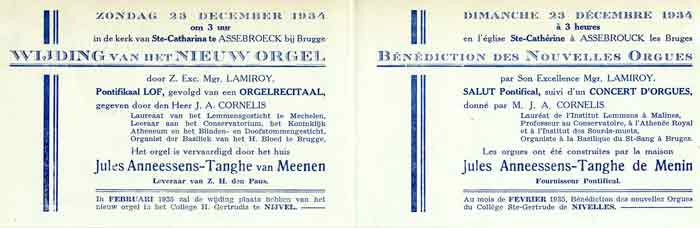 ZONDAG 23 DECEMBER 1934
om 3 uur
in de kerk van Ste-Catharina te ASSEBROECK bij Brugge
WIJDING VAN HET NIEUW ORGEL
door Z. Exc. Mgr. LAMIROY.
Pontifikaal LOF, gevolgd van een ORGELRECITAAL,
gegeven door den Heer J. A. CORNELIS
Laureaat van het Lemmensgesticht te Mechelen,
Leeraar aan het Conservatorium, het Koninklijk
Atheneum en het Blinden- en Doofstommengesticht,
Organist der Basiliek van het H. Bloed te Brugge,
Het orgel is vervaardigd door het huis
Jules Anneessens-Tanghe van Meenen
Leveraar van Z. H. den Paus.
In FEBRUARI 1935 zal de wijding plaats hebben van het
nieuw orgel in het College H. Gertrudis te NIJVEL.
DIMANCHE 23 DÉCEMBRE 1934
à 3 heures
en l'église Ste-Cathérine à ASSEBROUCK les Bruges
BÉNÉDICTION DES NOUVELLES ORGUES
par Son Excellence Mgr. LAMIROY.
SALUT Pontifical, suivi d'un CONCERT D'ORGUES,
donné par M. J. A. CORNELIS
Lauréat de l'Institut Lemmens à Malines,
Professeur au Conservatoire, à l'Athenée Royal
et à l'Institut des Sourds-muets,
Organiste à la Basilique du St-Sang à Bruges.
Les orgues ont été construits par la maison
Jules Anneessens-Tanghe de Menin
Fournisseur Pontifical.
Au mois de FEVRIER 1935, Bénédiction des nouvelles Orgues
du Collège Ste-Gertrude de NIVELLES.